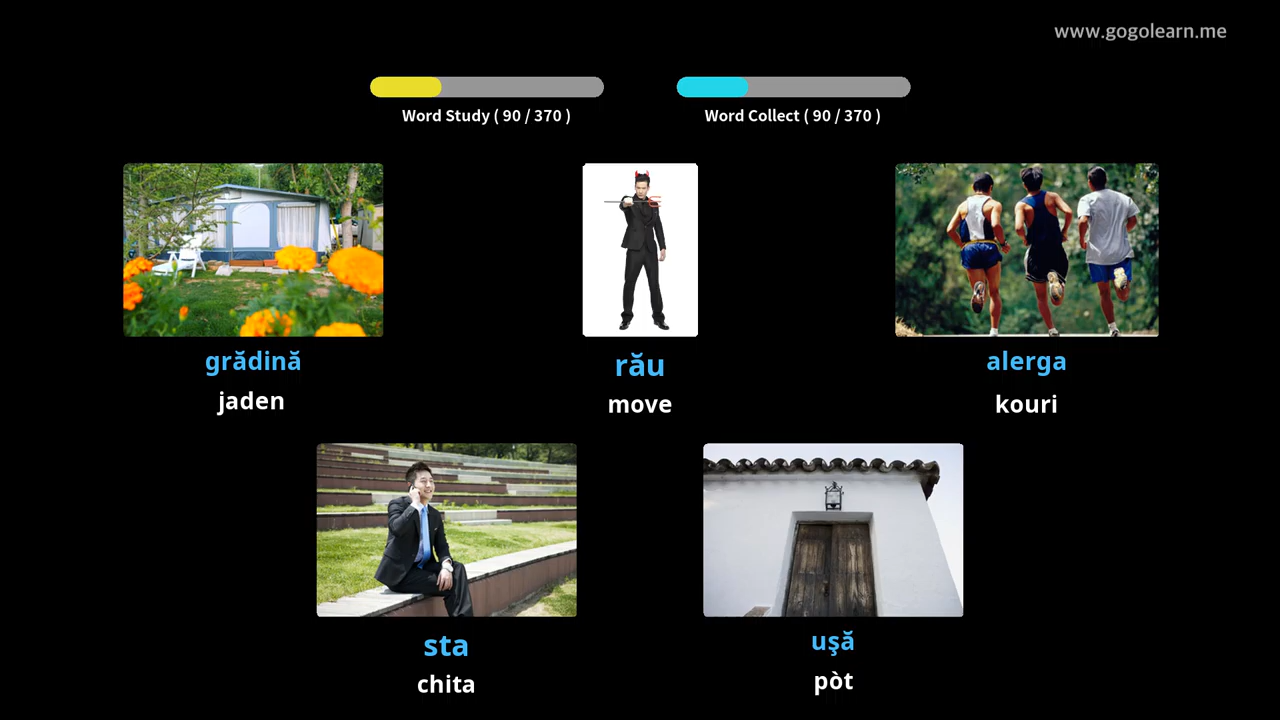 www.gogolearn.me
Word Study ( 90 / 370 )
Word Collect ( 90 / 370 )
grădină
jaden
rău
move
alerga
kouri
sta
chita
uşă
pòt